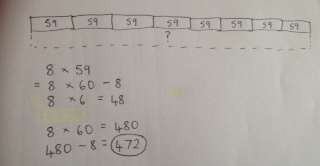 59 59 59 59 59 59 59 59
?
8 × 59
= 8 × 60 - 8
8 × 6 = 48
8 × 60 = 480
480 - 8 = 472